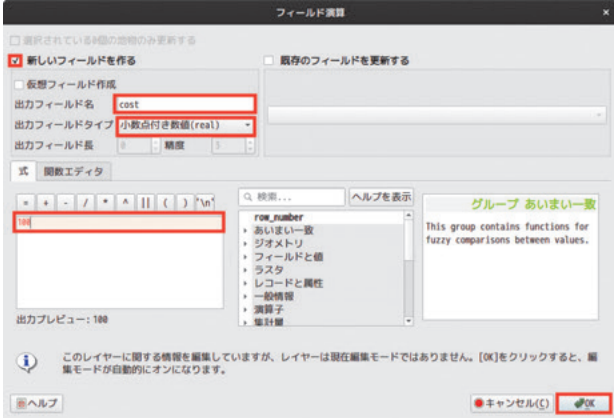 フィールド演算
選択されている0個の地物のみ更新する
新しいフィールドを作る
既存のフィールドを更新する
仮想フィールド作成
出力フィールド名 cost
出力フィールドタイプ 小数点付き数値(real)
出力フィールド長 0 精度 3
式 関数エディタ
= + - / * ^ || ( ) '\n'
検索... ヘルプを表示
グループ あいまい一致
100
row_number
あいまい一致
ジオメトリ
フィールドと値
ラスタ
レコードと属性
一般情報
演算子
集計量
This group contains functions for
fuzzy comparisons between values.
出力プレビュー: 100
このレイヤーに関する情報を編集していますが、レイヤーは現在編集モードではありません。[OK]をクリックすると、編
集モードが自動的にオンになります。
ヘルプ
キャンセル(C) OK